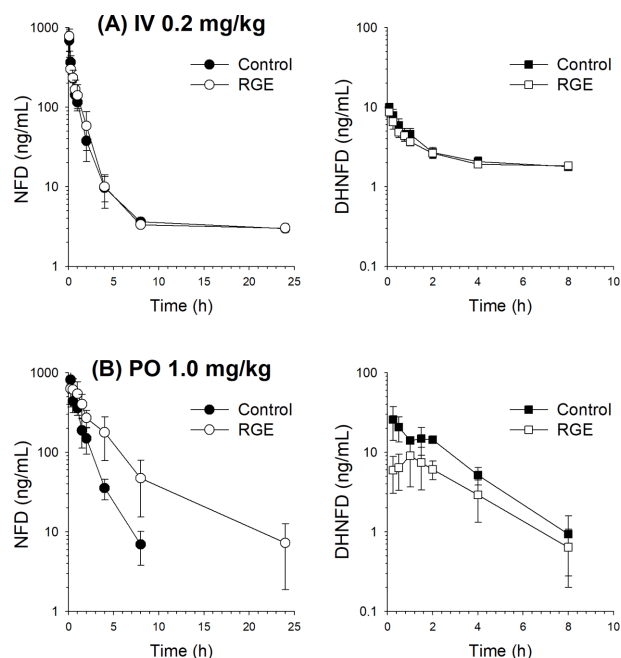 (A) IV 0.2 mg/kg
1000
100
10
1
NFD (ng/mL)
Control
RGE
0 5 10 15 20 25
Time (h)
100
10
1
0.1
DHNFD (ng/mL)
Control
RGE
0 2 4 6 8 10
Time (h)
(B) PO 1.0 mg/kg
1000
100
10
1
NFD (ng/mL)
Control
RGE
0 5 10 15 20 25
Time (h)
100
10
1
0.1
DHNFD (ng/mL)
Control
RGE
0 2 4 6 8 10
Time (h)